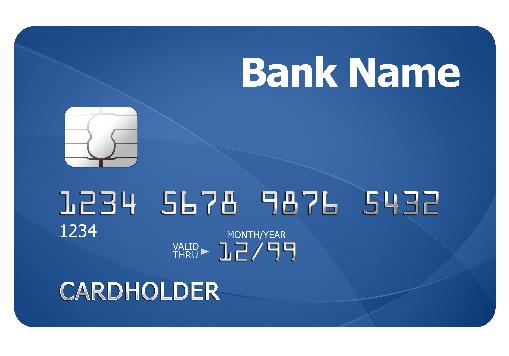 Bank Name
1234 5678 9876 5432
1234
MONTH/YEAR
VALID THRU 12/99
CARDHOLDER